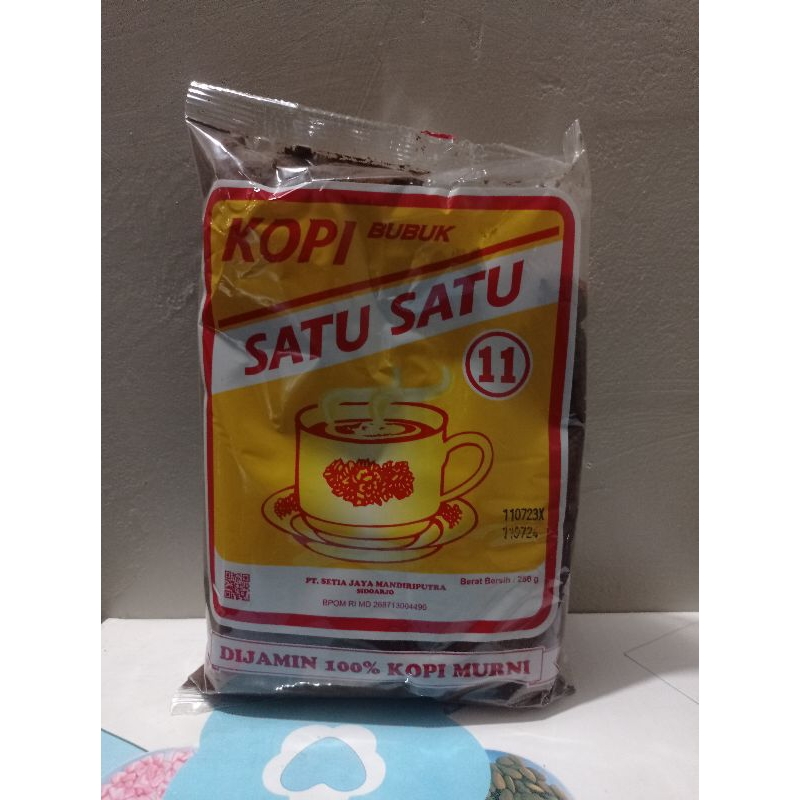 KOPI BUBUK
SATU SATU
11
110723X
110724
PT. SETIA JAYA MANDIRIPUTRA
SIDOARJO
Berat Bersih :
BPOM RI MD 268713004496
DIJAMIN 100% KOPI MURNI